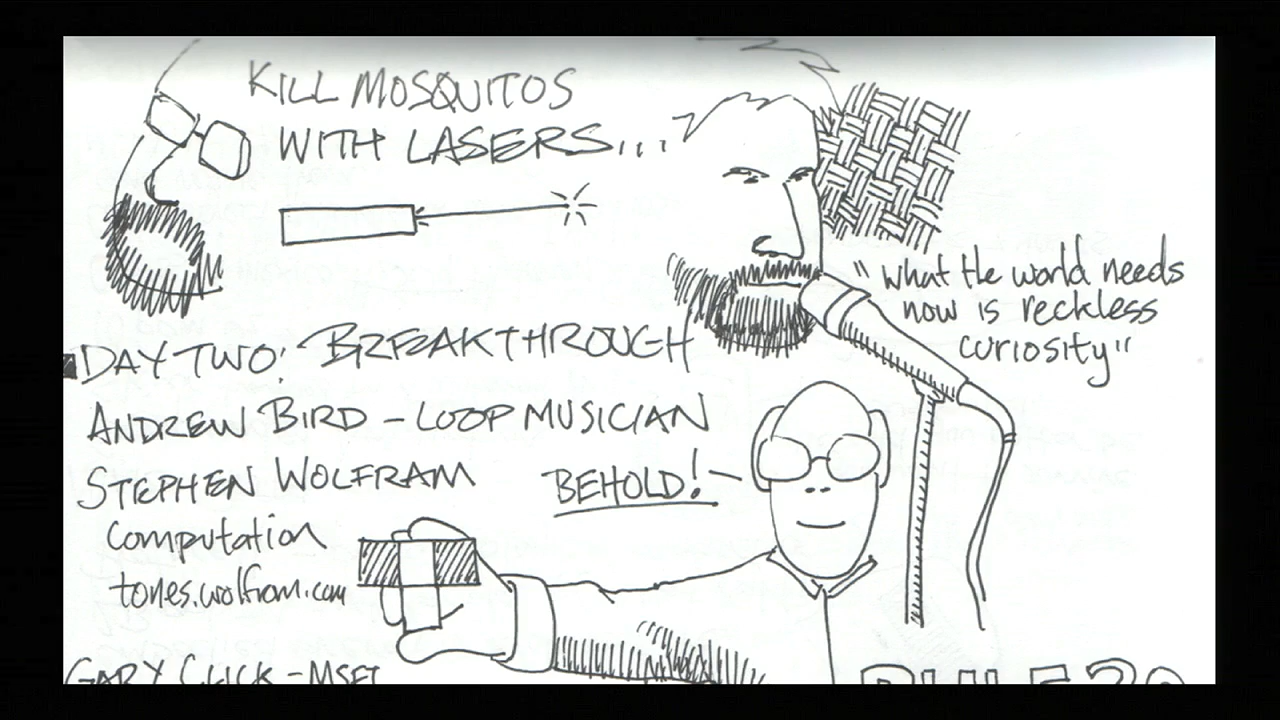 KILL MOSQUITOS
WITH LASERS...
"what the world needs
now is reckless
curiosity"
DAY TWO: BREAKTHROUGH
ANDREW BIRD – LOOP MUSICIAN
STEPHEN WOLFRAM
BEHOLD!
computation
tones.wolfram.com